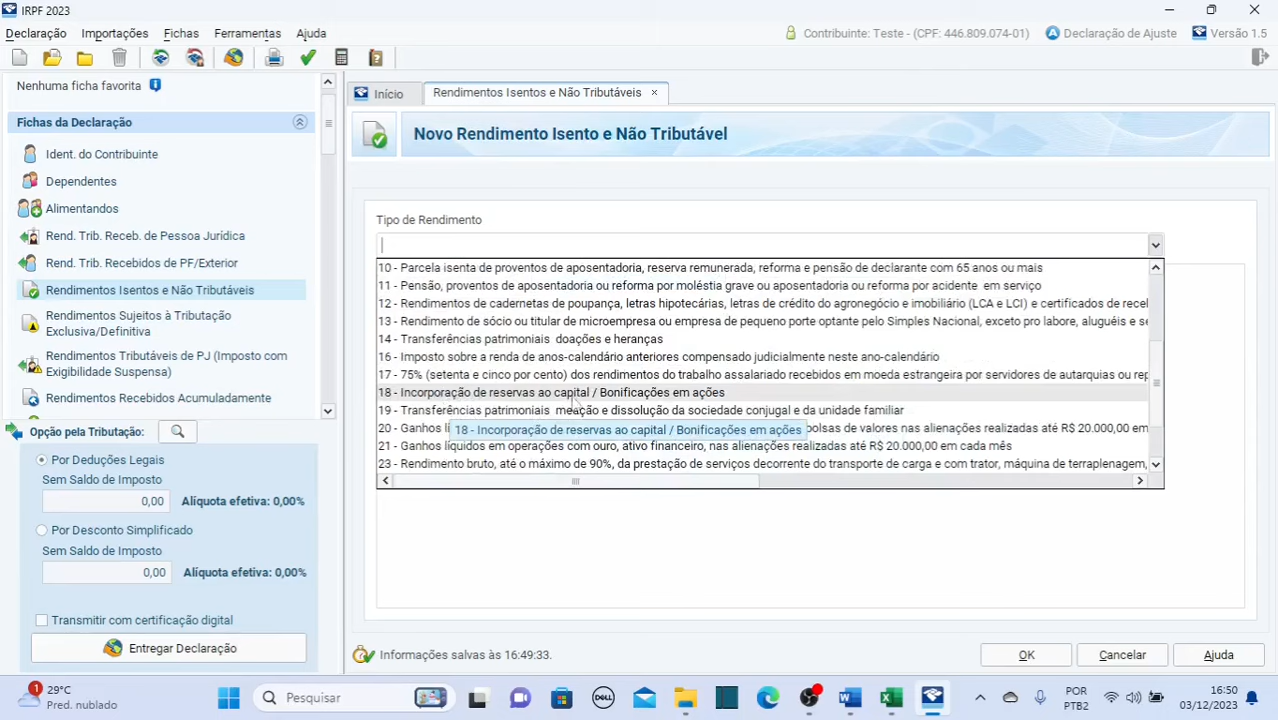 IRPF 2023
Declaração Importações Fichas Ferramentas Ajuda
Contribuinte: Teste - (CPF: 446.809.074-01) Declaração de Ajuste Versão 1.5
Nenhuma ficha favorita
Fichas da Declaração
Ident. do Contribuinte
Dependentes
Alimentandos
Rend. Trib. Receb. de Pessoa Jurídica
Rend. Trib. Recebidos de PF/Exterior
Rendimentos Isentos e Não Tributáveis
Rendimentos Sujeitos à Tributação
Exclusiva/Definitiva
Rendimentos Tributáveis de PJ (Imposto com
Exigibilidade Suspensa)
Rendimentos Recebidos Acumuladamente
Opção pela Tributação:
Por Deduções Legais
Sem Saldo de Imposto
0,00 Alíquota efetiva: 0,00%
Por Desconto Simplificado
Sem Saldo de Imposto
0,00 Alíquota efetiva: 0,00%
Transmitir com certificação digital
Entregar Declaração
Início Rendimentos Isentos e Não Tributáveis
Novo Rendimento Isento e Não Tributável
Tipo de Rendimento
10 - Parcela isenta de proventos de aposentadoria, reserva remunerada, reforma e pensão de declarante com 65 anos ou mais
11 - Pensão, proventos de aposentadoria ou reforma por moléstia grave ou aposentadoria ou reforma por acidente em serviço
12 - Rendimentos de cadernetas de poupança, letras hipotecárias, letras de crédito do agronegócio e imobiliário (LCA e LCI) e certificados de recel
13 - Rendimento de sócio ou titular de microempresa ou empresa de pequeno porte optante pelo Simples Nacional, exceto pro labore, aluguéis e se
14 - Transferências patrimoniais doações e heranças
16 - Imposto sobre a renda de anos-calendário anteriores compensado judicialmente neste ano-calendário
17 - 75% (setenta e cinco por cento) dos rendimentos do trabalho assalariado recebidos em moeda estrangeira por servidores de autarquias ou rep
18 - Incorporação de reservas ao capital / Bonificações em ações
19 - Transferências patrimoniais meação e dissolução da sociedade conjugal e da unidade familiar
20 - Ganhos lí 18 - Incorporação de reservas ao capital / Bonificações em ações bolsas de valores nas alienações realizadas até R$ 20.000,00 em
21 - Ganhos líquidos em operações com ouro, ativo financeiro, nas alienações realizadas até R$ 20.000,00 em cada mês
23 - Rendimento bruto, até o máximo de 90%, da prestação de serviços decorrente do transporte de carga e com trator, máquina de terraplenagem,
Informações salvas às 16:49:33.
OK Cancelar Ajuda
1 29°C
Pred. nublado
Pesquisar
DELL
POR
PTB2
16:50
03/12/2023